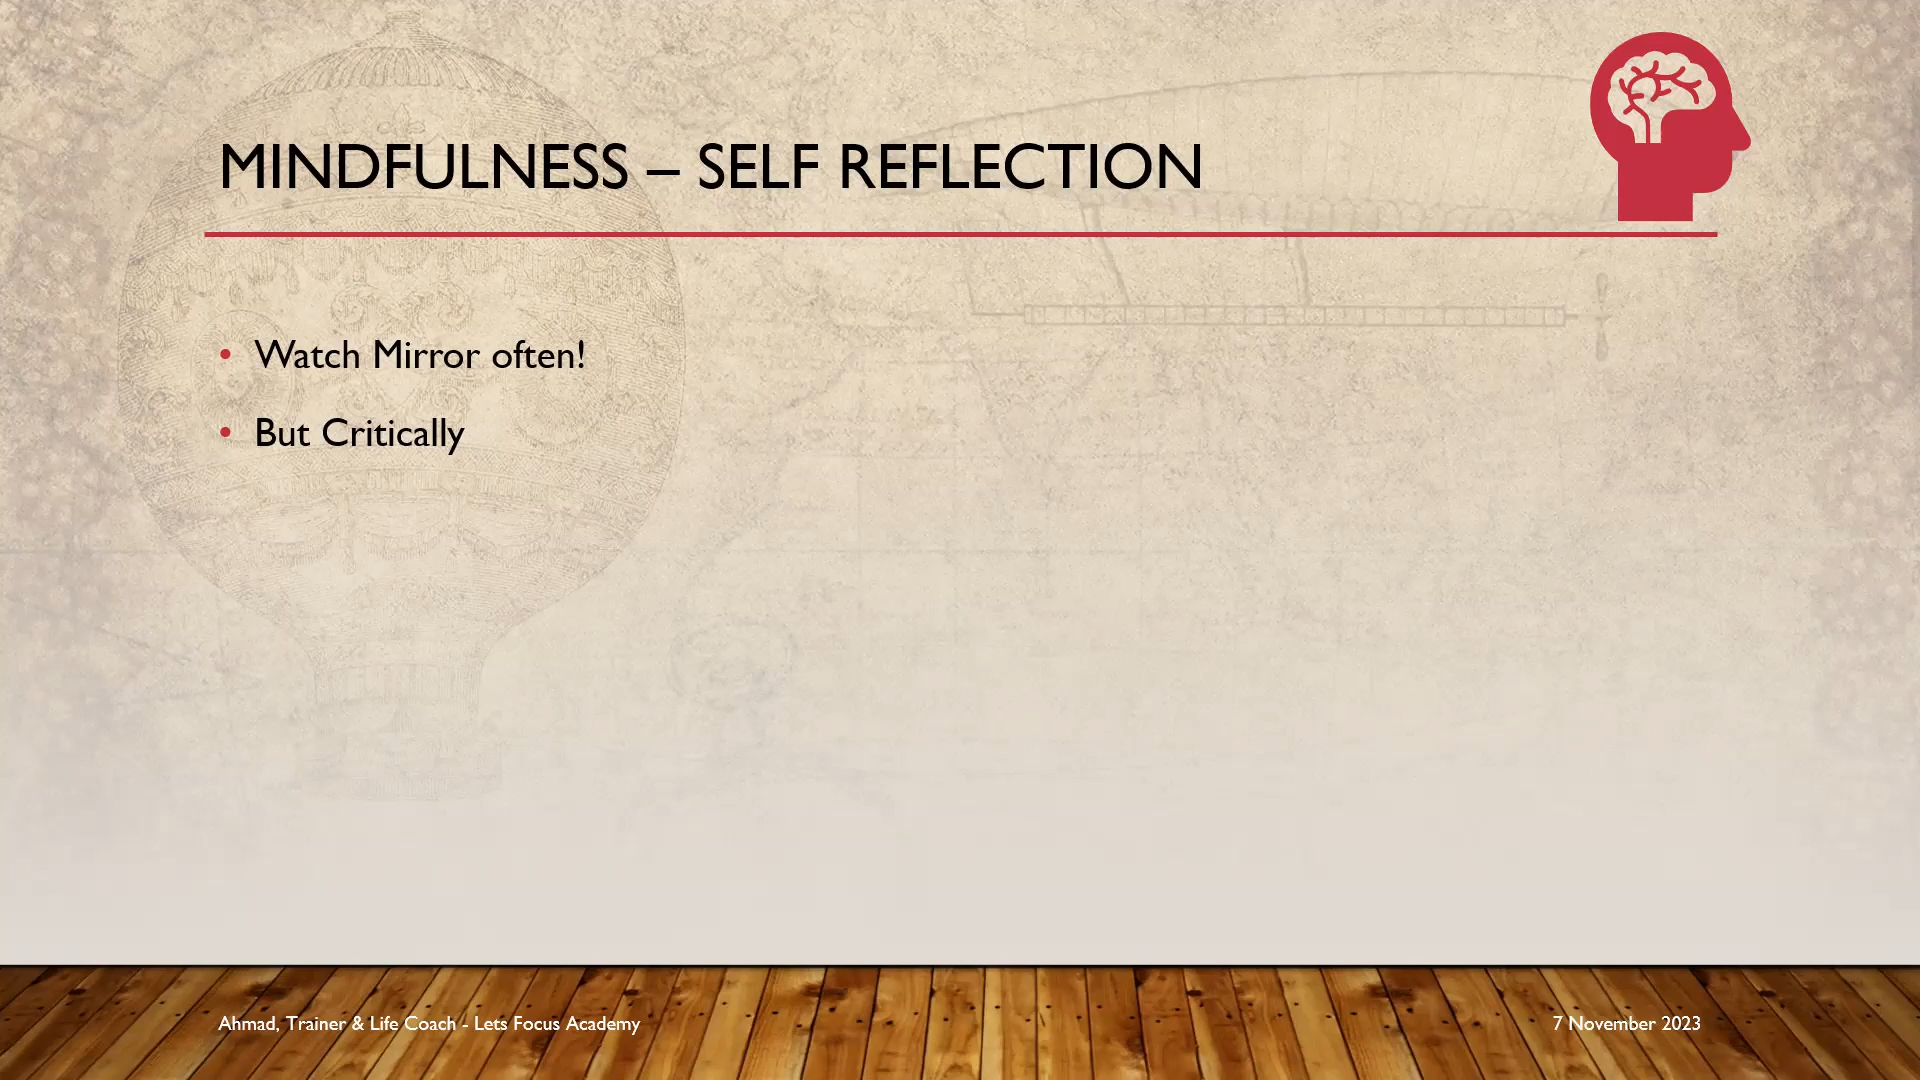 MINDFULNESS – SELF REFLECTION
• Watch Mirror often!
• But Critically
Ahmad, Trainer & Life Coach - Lets Focus Academy
7 November 2023